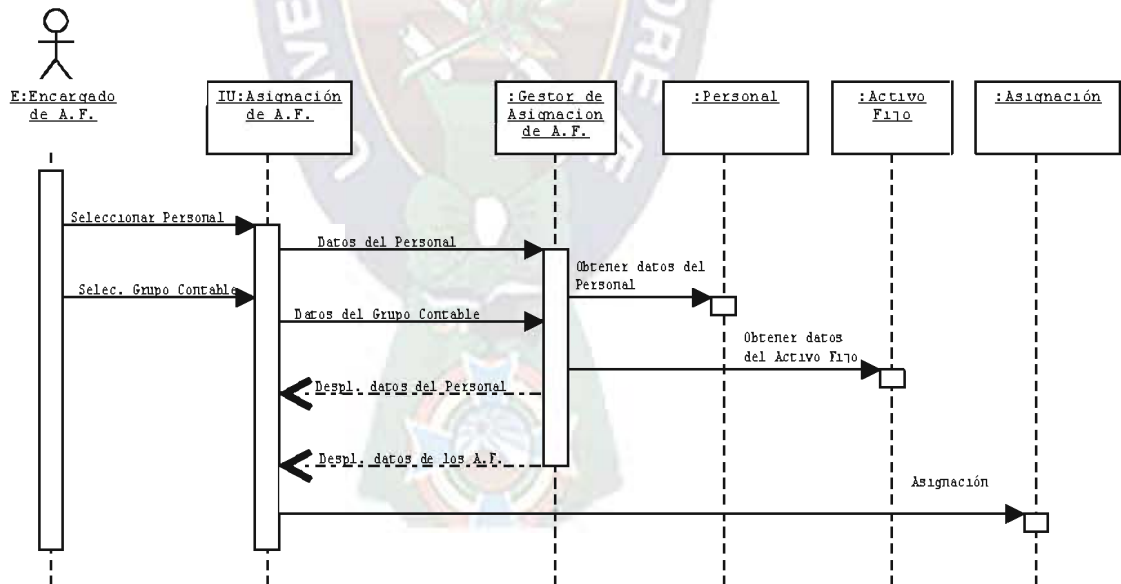 E:Encargado
de A.F.
IU:Asignación
de A.F.
:Gestor de
Asignacion
de A.F.
:Personal
:Activo
Fijo
:Asignación
Seleccionar Personal
Datos del Personal
Obtener datos del
Personal
Selec. Grupo Contable
Datos del Grupo Contable
Obtener datos
del Activo Fijo
Despl. datos del Personal
Despl. datos de los A.F.
Asignación